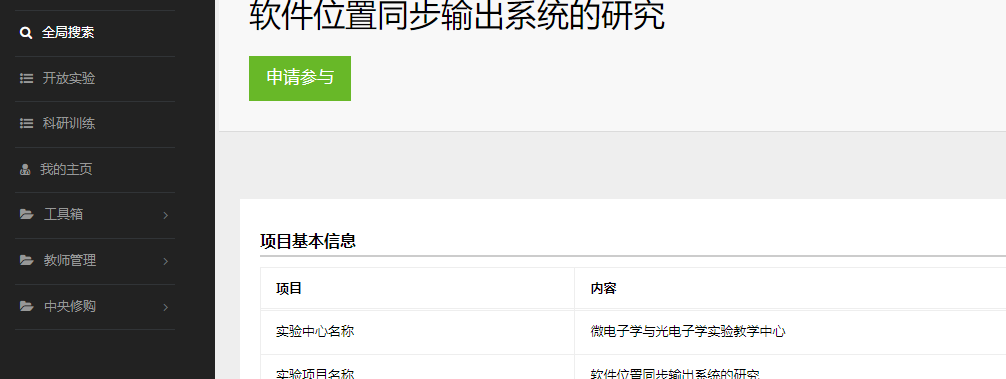 全局搜索
开放实验
科研训练
我的主页
工具箱
教师管理
中央修购
软件位置同步输出系统的研究
申请参与
项目基本信息
项目 内容
实验中心名称 微电子学与光电子学实验教学中心
实验项目名称 软件位置同步输出系统的研究